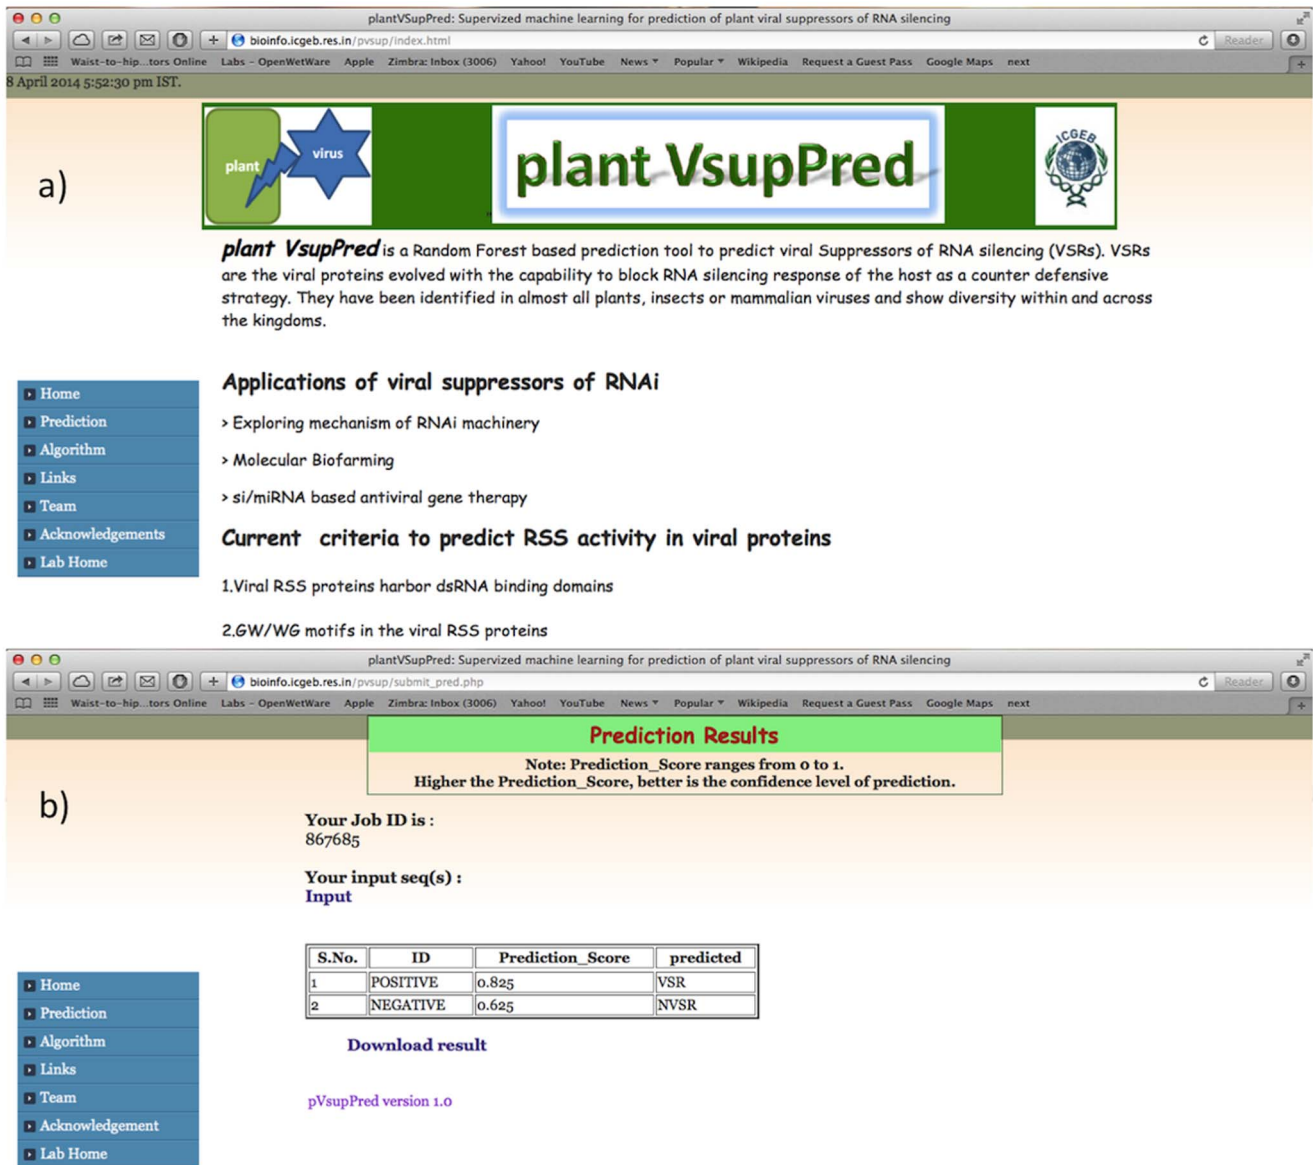 plantVSupPred: Supervized machine learning for prediction of plant viral suppressors of RNA silencing
bioinfo.icgeb.res.in/pvsup/index.html
Reader
Waist-to-hip...tors Online Labs - OpenWetWare Apple Zimbra: Inbox (3006) Yahoo! YouTube News Popular Wikipedia Request a Guest Pass Google Maps next
8 April 2014 5:52:30 pm IST.
a)
plant
virus
plant VsupPred
ICGEB
"
plant VsupPred is a Random Forest based prediction tool to predict viral Suppressors of RNA silencing (VSRs). VSRs
are the viral proteins evolved with the capability to block RNA silencing response of the host as a counter defensive
strategy. They have been identified in almost all plants, insects or mammalian viruses and show diversity within and across
the kingdoms.
Home
Prediction
Algorithm
Links
Team
Acknowledgements
Lab Home
Applications of viral suppressors of RNAi
> Exploring mechanism of RNAi machinery
> Molecular Biofarming
> si/miRNA based antiviral gene therapy
Current criteria to predict RSS activity in viral proteins
1.Viral RSS proteins harbor dsRNA binding domains
2.GW/WG motifs in the viral RSS proteins
plantVSupPred: Supervized machine learning for prediction of plant viral suppressors of RNA silencing
bioinfo.icgeb.res.in/pvsup/submit_pred.php
Reader
Waist-to-hip...tors Online Labs - OpenWetWare Apple Zimbra: Inbox (3006) Yahoo! YouTube News Popular Wikipedia Request a Guest Pass Google Maps next
Prediction Results
Note: Prediction_Score ranges from 0 to 1.
Higher the Prediction_Score, better is the confidence level of prediction.
b)
Your Job ID is :
867685
Your input seq(s) :
Input
S.No. ID Prediction_Score predicted
1 POSITIVE 0.825 VSR
2 NEGATIVE 0.625 NVSR
Download result
pVsupPred version 1.0
Home
Prediction
Algorithm
Links
Team
Acknowledgement
Lab Home